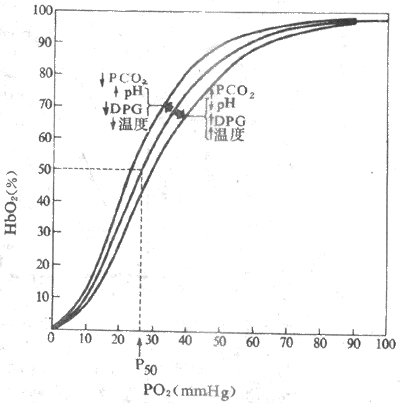 100
90
80
70
60
50
40
30
20
10
HbO₂(%)
↓PCO₂
↑pH
↓DPG
↓温度
↑PCO₂
↓pH
↑DPG
↑温度
0 10 20 30 40 50 60 70 80 90 100
P₅₀
PO₂(mmHg)